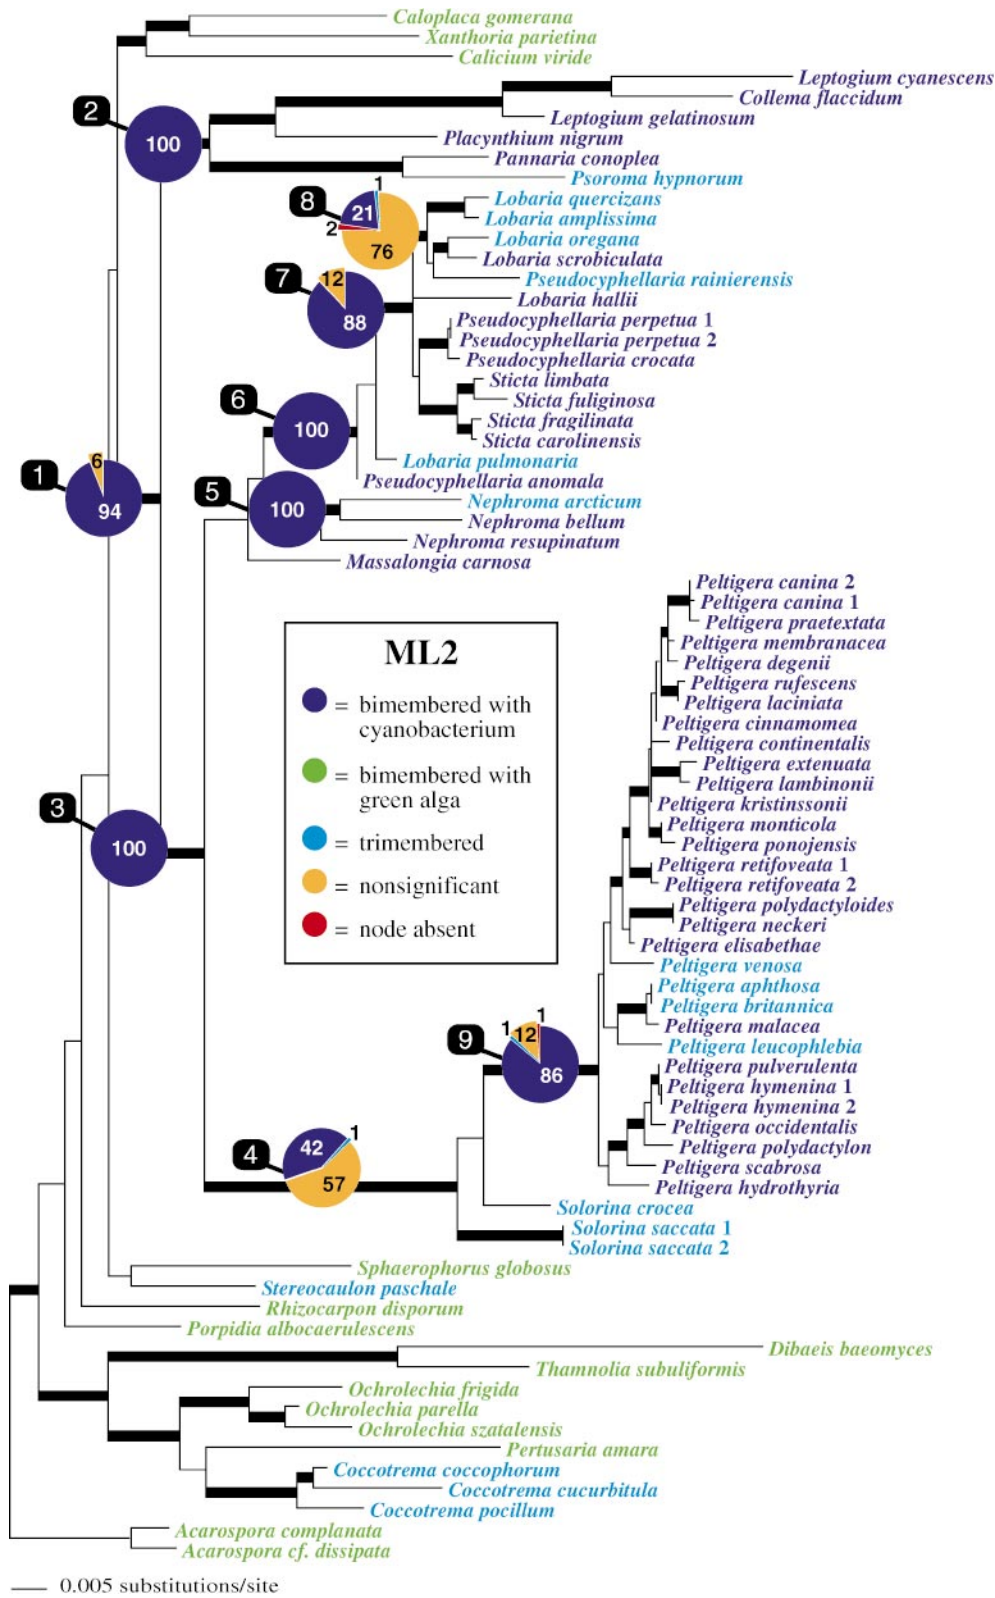 Caloplaca gomerana
Xanthoria parietina
Calicium viride
Leptogium cyanescens
Collema flaccidum
2
Leptogium gelatinosum
100
Placynthium nigrum
Pannaria conoplea
1
Psoroma hypnorum
8
Lobaria quercizans
21
Lobaria amplissima
2
76
Lobaria oregana
Lobaria scrobiculata
7
12
Pseudocyphellaria rainierensis
Lobaria hallii
88
Pseudocyphellaria perpetua 1
Pseudocyphellaria perpetua 2
Pseudocyphellaria crocata
Sticta limbata
6
Sticta fuliginosa
100
Sticta fragilinata
Sticta carolinensis
1
6
Lobaria pulmonaria
Pseudocyphellaria anomala
5
94
100
Nephroma arcticum
Nephroma bellum
Nephroma resupinatum
Massalongia carnosa
Peltigera canina 2
Peltigera canina 1
Peltigera praetextata
Peltigera membranacea
Peltigera degenii
Peltigera rufescens
Peltigera laciniata
Peltigera cinnamomea
Peltigera continentalis
Peltigera extenuata
Peltigera lambinonii
Peltigera kristinssonii
Peltigera monticola
Peltigera ponojensis
Peltigera retifoveata 1
Peltigera retifoveata 2
Peltigera polydactyloides
Peltigera neckeri
Peltigera elisabethae
Peltigera venosa
Peltigera aphthosa
Peltigera britannica
Peltigera malacea
Peltigera leucophlebia
Peltigera pulverulenta
Peltigera hymenina 1
Peltigera hymenina 2
Peltigera occidentalis
Peltigera polydactylon
Peltigera scabrosa
Peltigera hydrothyria
ML2
= bimembered with
cyanobacterium
= bimembered with
green alga
= trimembered
= nonsignificant
= node absent
3
100
9
1
12
1
86
4
42
1
57
Solorina crocea
Solorina saccata 1
Solorina saccata 2
Sphaerophorus globosus
Stereocaulon paschale
Rhizocarpon disporum
Porpidia albocaerulescens
Dibaeis baeomyces
Thamnolia subuliformis
Ochrolechia frigida
Ochrolechia parella
Ochrolechia szatalensis
Pertusaria amara
Coccotrema coccophorum
Coccotrema cucurbitula
Coccotrema pocillum
Acarospora complanata
Acarospora cf. dissipata
0.005 substitutions/site